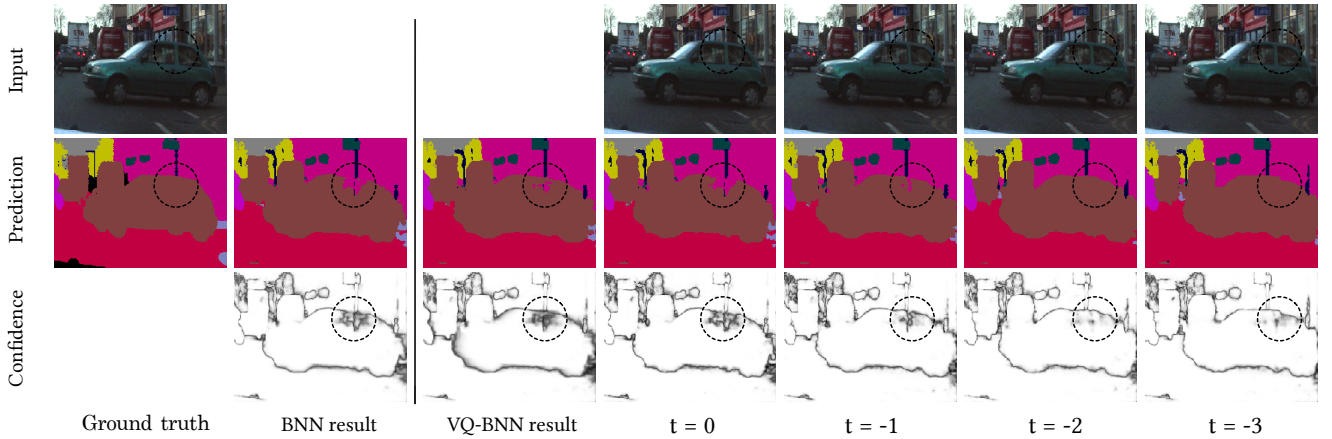 Input
Prediction
Confidence
Ground truth
BNN result
VQ-BNN result
t = 0
t = -1
t = -2
t = -3